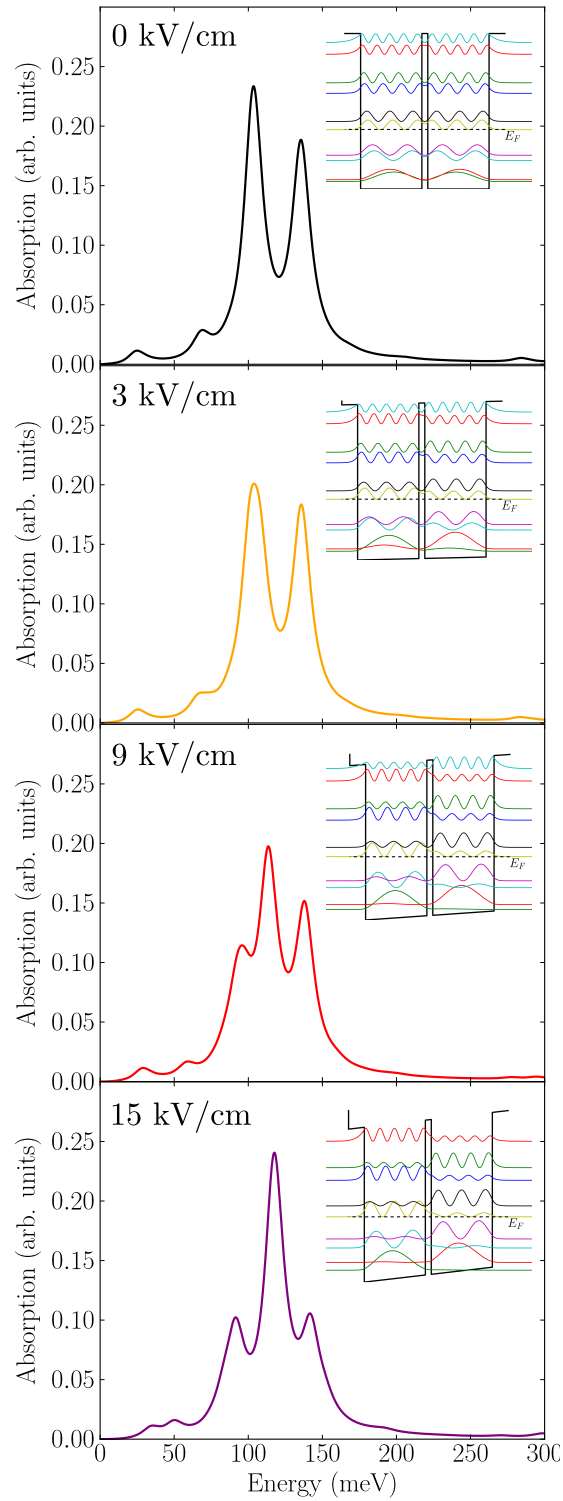 0 kV/cm
E_F
Absorption (arb. units)
0.25
0.20
0.15
0.10
0.05
0.00
3 kV/cm
E_F
Absorption (arb. units)
0.25
0.20
0.15
0.10
0.05
0.00
9 kV/cm
E_F
Absorption (arb. units)
0.25
0.20
0.15
0.10
0.05
0.00
15 kV/cm
E_F
Absorption (arb. units)
0.25
0.20
0.15
0.10
0.05
0.00
0 50 100 150 200 250 300
Energy (meV)